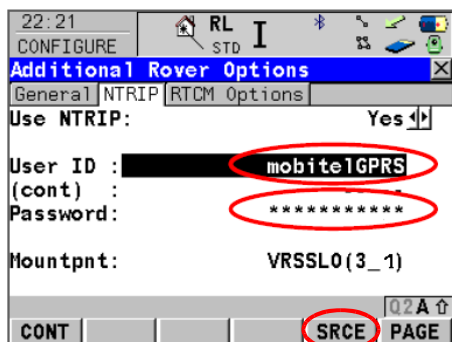 22:21 RL
CONFIGURE STD I
Additional Rover Options
General NTRIP RTCM Options
Use NTRIP: Yes
User ID : mobitelGPRS
(cont) : -----
Password: ***********
Mountpnt: VRSSLO(3_1)
Q2A
CONT SRCE PAGE